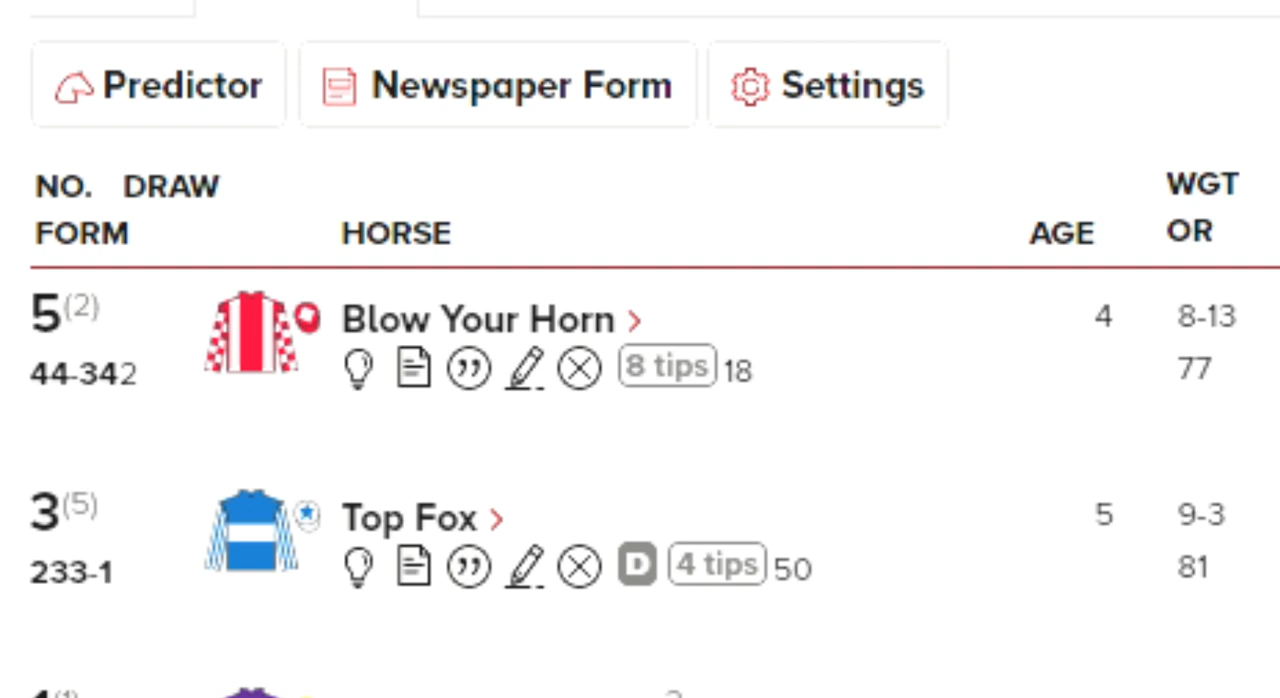 Predictor Newspaper Form Settings
NO. DRAW WGT
FORM HORSE AGE OR
5(2) Blow Your Horn > 4 8-13
44-342 8 tips 18 77
3(5) Top Fox > 5 9-3
233-1 D 4 tips 50 81